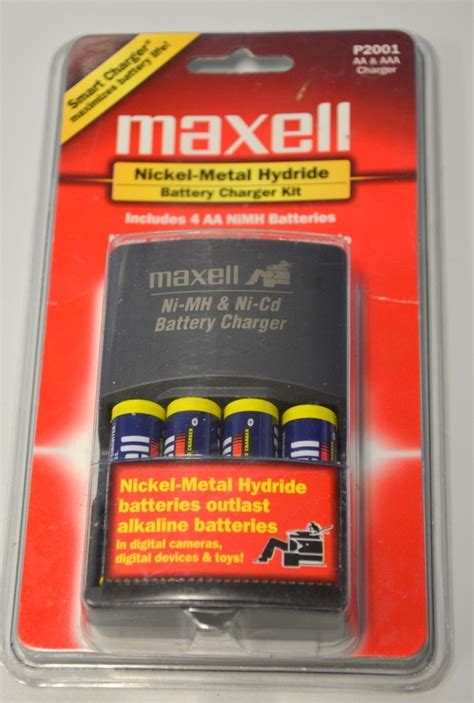 Smart Charger*
maximizes battery life!
P2001
AA & AAA
Charger
maxell
Nickel-Metal Hydride
Battery Charger Kit
Includes 4 AA NiMH Batteries
maxell
Ni-MH & Ni-Cd
Battery Charger
Nickel-Metal Hydride
batteries outlast
alkaline batteries
in digital cameras,
digital devices & toys!